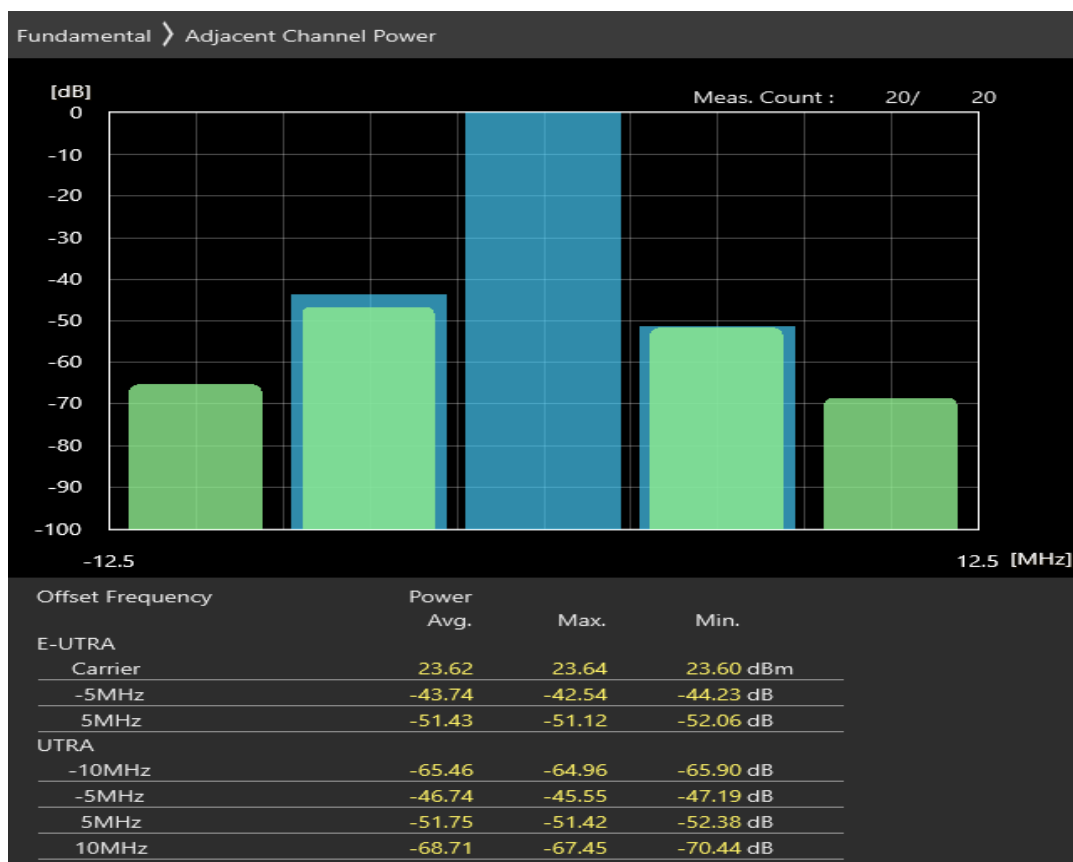 Fundamental ❯ Adjacent Channel Power
[dB]
Meas. Count : 20/ 20
0
-10
-20
-30
-40
-50
-60
-70
-80
-90
-100
-12.5 12.5 [MHz]
Offset Frequency Power
Avg. Max. Min.
E-UTRA
Carrier 23.62 23.64 23.60 dBm
-5MHz -43.74 -42.54 -44.23 dB
5MHz -51.43 -51.12 -52.06 dB
UTRA
-10MHz -65.46 -64.96 -65.90 dB
-5MHz -46.74 -45.55 -47.19 dB
5MHz -51.75 -51.42 -52.38 dB
10MHz -68.71 -67.45 -70.44 dB